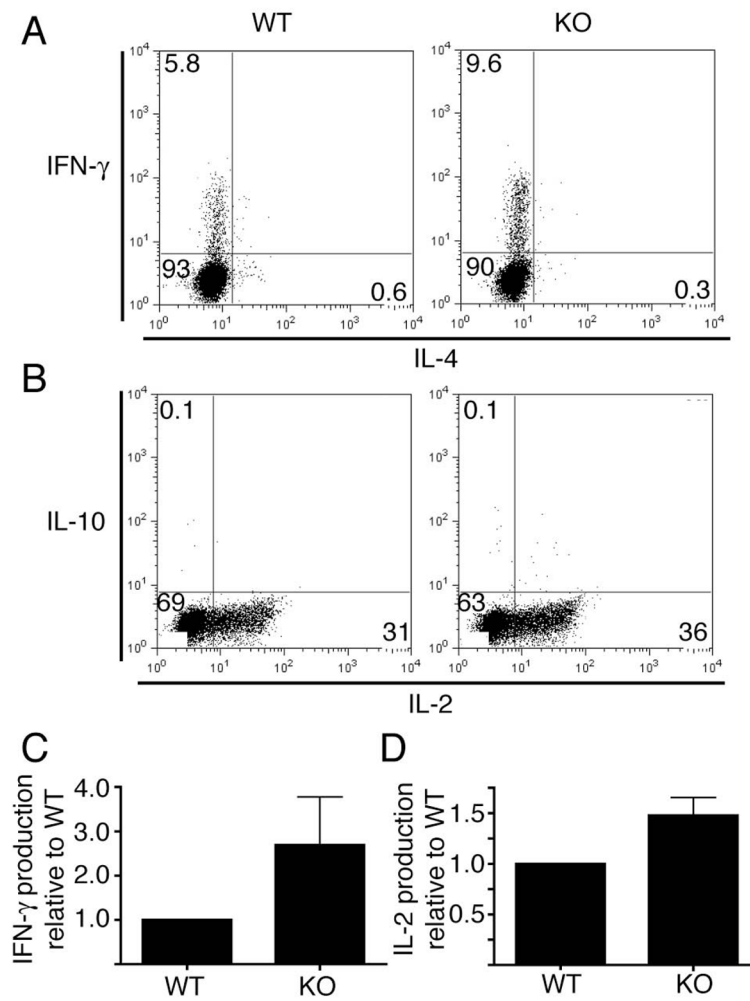 A
WT
KO
10⁴
10³
10²
10¹
10⁰
IFN-γ
5.8
93
0.6
10⁰ 10¹ 10² 10³ 10⁴
10⁴
10³
10²
10¹
10⁰
9.6
90
0.3
10⁰ 10¹ 10² 10³ 10⁴
IL-4
B
10⁴
10³
10²
10¹
10⁰
IL-10
0.1
69
31
10⁰ 10¹ 10² 10³ 10⁴
10⁴
10³
10²
10¹
10⁰
0.1
63
36
10⁰ 10¹ 10² 10³ 10⁴
IL-2
C
IFN-γ production
relative to WT
4.0
3.0
2.0
1.0
WT KO
D
IL-2 production
relative to WT
1.5
1.0
0.5
WT KO